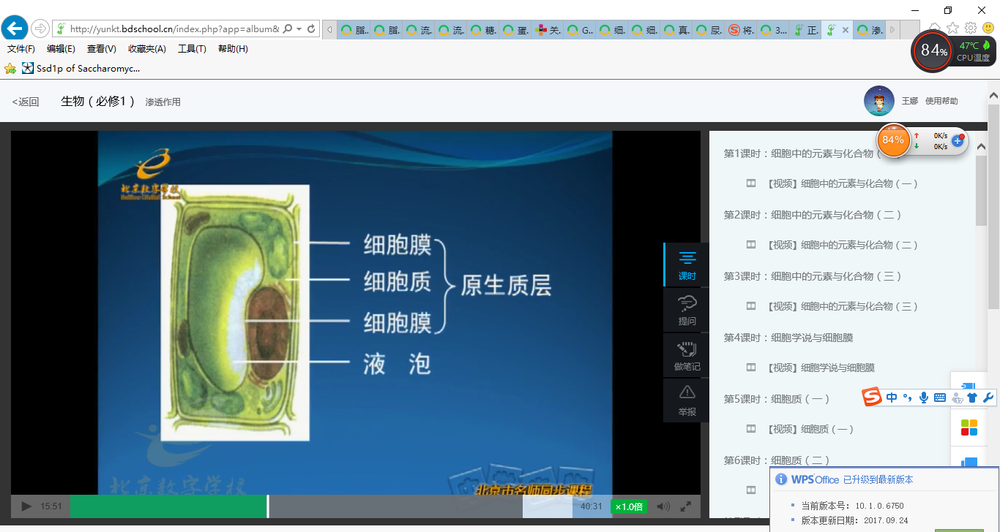 http://yunkt.bdschool.cn/index.php?app=album&
脂.
脂.
流.
流.
糖.
蛋.
关.
G..
细.
细.
真.
尿.
将.
3...
正.
渗.
文件(F) 编辑(E) 查看(V) 收藏夹(A) 工具(T) 帮助(H)
84%
47℃
CPU温度
Ssd1p of Saccharomyc...
<返回 生物（必修1） 渗透作用
王娜 使用帮助
84%
0K/s
0K/s
北京数字学校
Beijing Digital School
细胞膜
细胞质
细胞膜
液 泡
原生质层
北京数字学校
北京市名师同步课程
15:51
40:31
×1.0倍
课时
提问
做笔记
举报
第1课时：细胞中的元素与化合物（
【视频】细胞中的元素与化合物（一）
第2课时：细胞中的元素与化合物（二）
【视频】细胞中的元素与化合物（二）
第3课时：细胞中的元素与化合物（三）
【视频】细胞中的元素与化合物（三）
第4课时：细胞学说与细胞膜
【视频】细胞学说与细胞膜
第5课时：细胞质（一）
【视频】细胞质（一）
第6课时：细胞质（二）
中
WPS Office 已升级到最新版本
当前版本号：10.1.0.6750
版本更新日期：2017.09.24